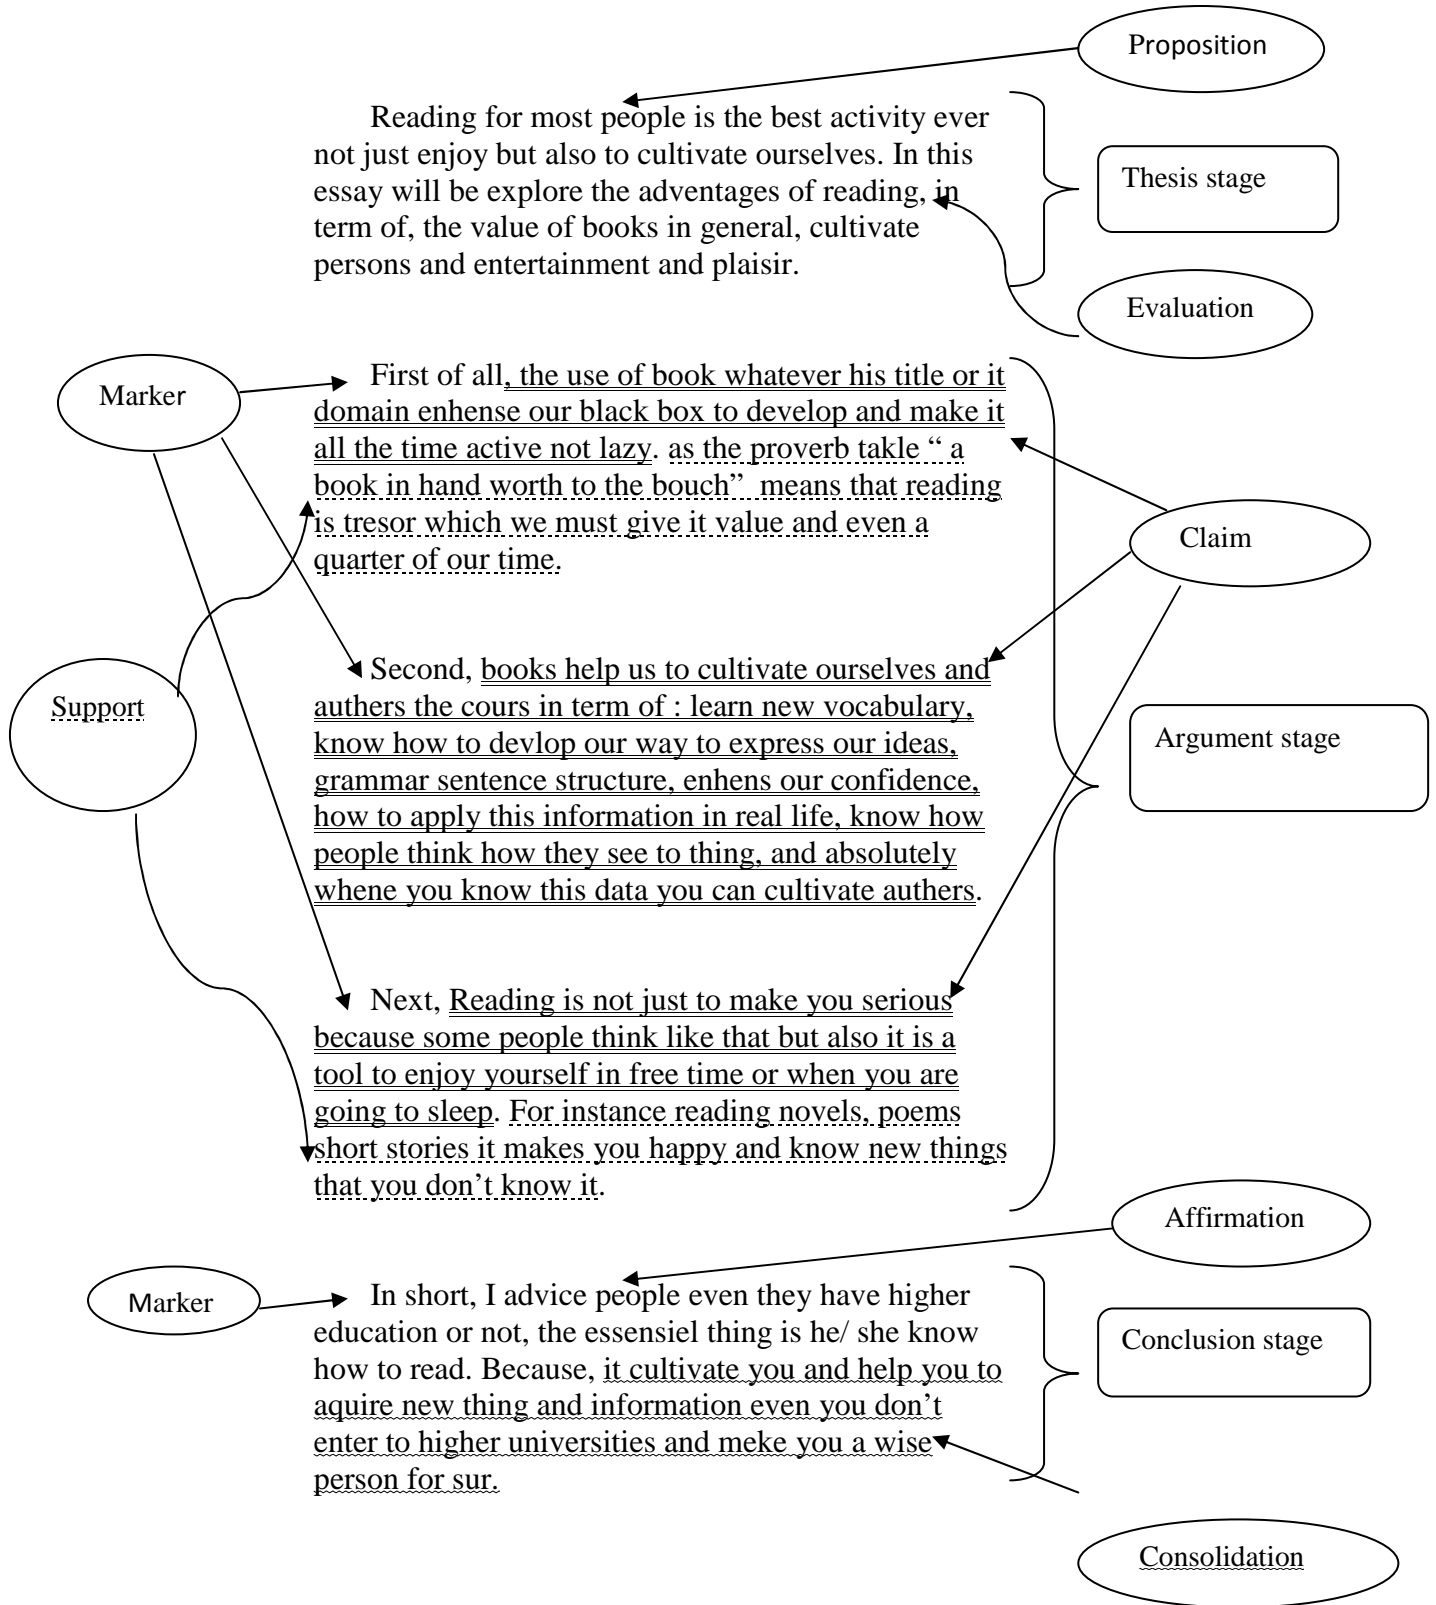 Proposition
Reading for most people is the best activity ever
not just enjoy but also to cultivate ourselves. In this
essay will be explore the adventages of reading, in
term of, the value of books in general, cultivate
persons and entertainment and plaisir.
Thesis stage
Evaluation
Marker
First of all, the use of book whatever his title or it
domain enhense our black box to develop and make it
all the time active not lazy. as the proverb takle “ a
book in hand worth to the bouch” means that reading
is tresor which we must give it value and even a
quarter of our time.
Claim
Support
Second, books help us to cultivate ourselves and
authers the cours in term of : learn new vocabulary,
know how to devlop our way to express our ideas,
grammar sentence structure, enhens our confidence,
how to apply this information in real life, know how
people think how they see to thing, and absolutely
whene you know this data you can cultivate authers.
Argument stage
Next, Reading is not just to make you serious
because some people think like that but also it is a
tool to enjoy yourself in free time or when you are
going to sleep. For instance reading novels, poems
short stories it makes you happy and know new things
that you don’t know it.
Affirmation
Marker
In short, I advice people even they have higher
education or not, the essensiel thing is he/ she know
how to read. Because, it cultivate you and help you to
aquire new thing and information even you don’t
enter to higher universities and meke you a wise
person for sur.
Conclusion stage
Consolidation